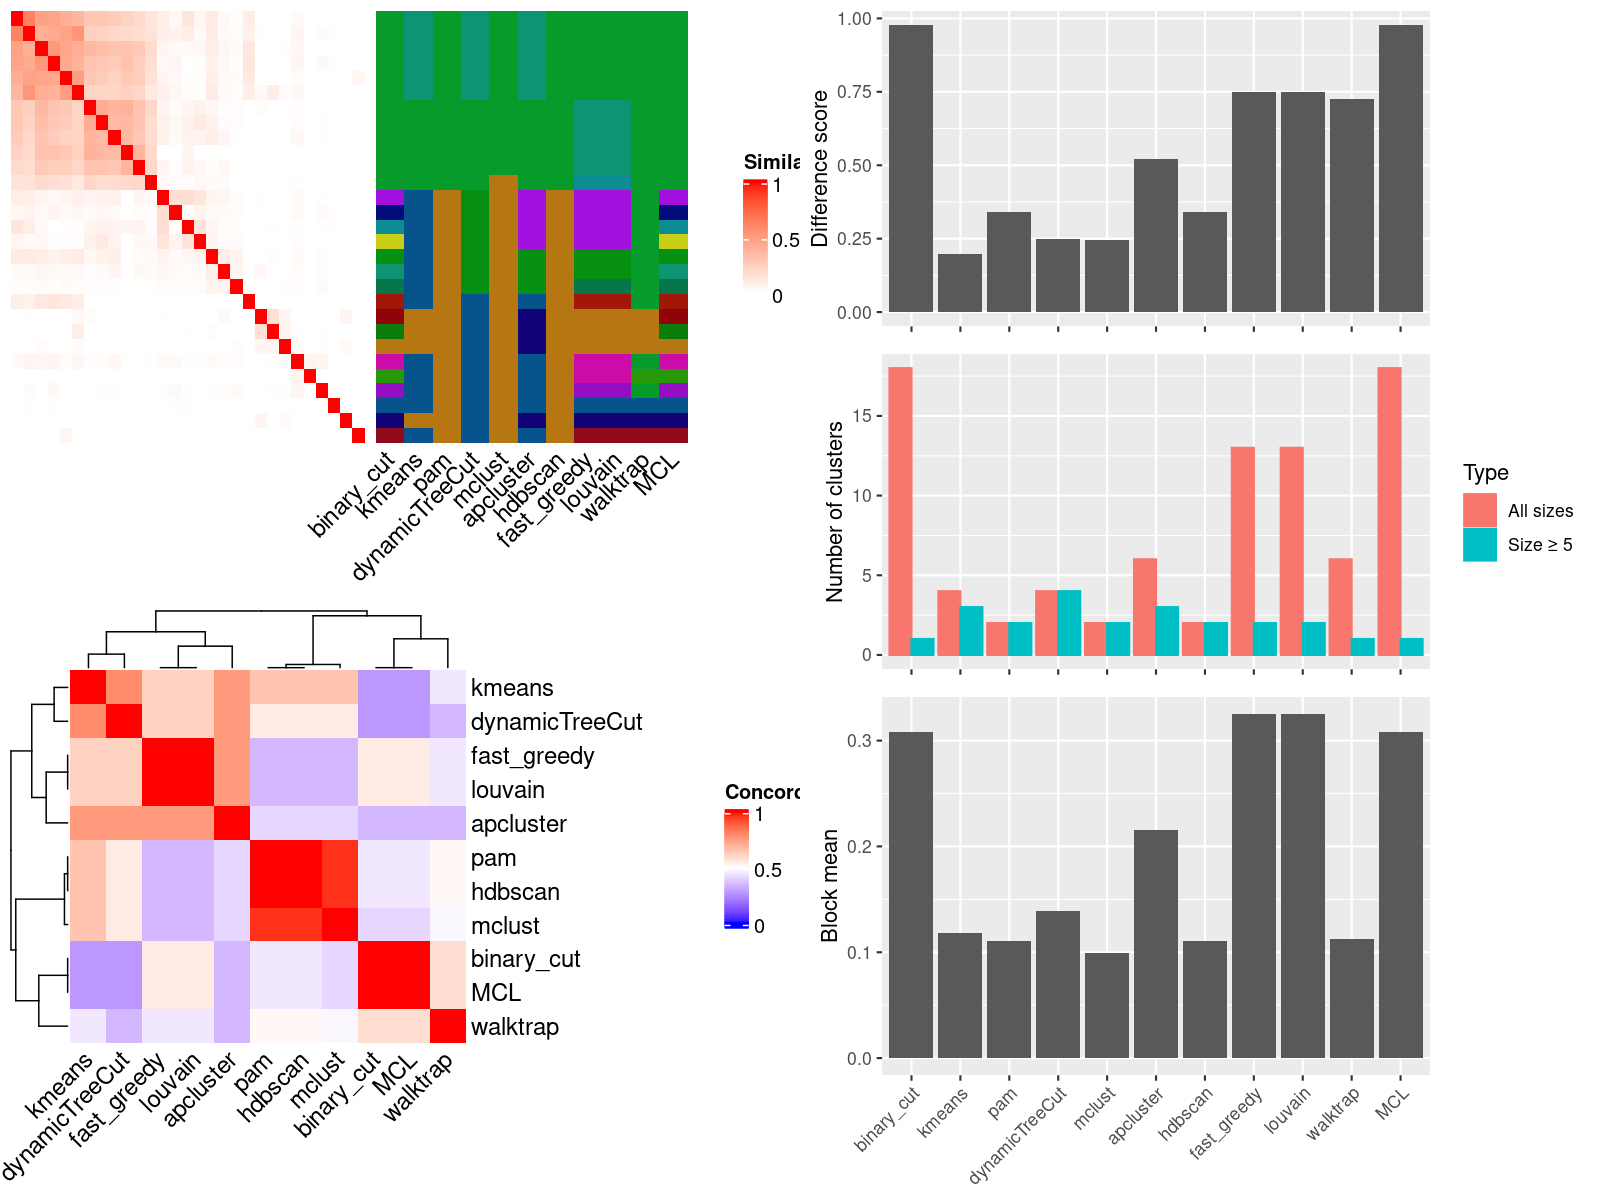 Simila
1
0.5
0
binary_cut
kmeans
pam
dynamicTreeCut
mclust
apcluster
hdbscan
fast_greedy
louvain
walktrap
MCL
kmeans
dynamicTreeCut
fast_greedy
louvain
apcluster
pam
hdbscan
mclust
binary_cut
MCL
walktrap
kmeans
dynamicTreeCut
fast_greedy
louvain
apcluster
pam
hdbscan
mclust
binary_cut
MCL
walktrap
Concord
1
0.5
0
Difference score
1.00
0.75
0.50
0.25
0.00
Number of clusters
15
10
5
0
Type
All sizes
Size ≥ 5
Block mean
0.3
0.2
0.1
0.0
binary_cut
kmeans
pam
dynamicTreeCut
mclust
apcluster
hdbscan
fast_greedy
louvain
walktrap
MCL